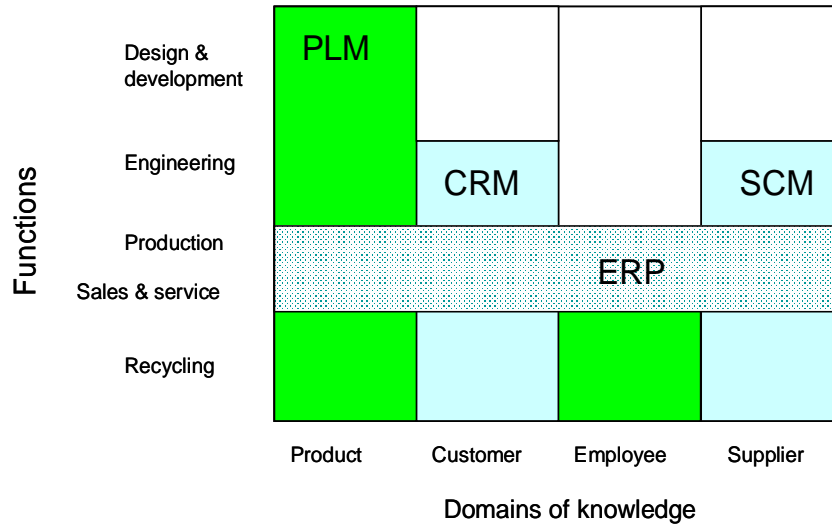 Design &
development
PLM
Engineering
CRM
SCM
Functions
Production
ERP
Sales & service
Recycling
Product
Customer
Employee
Supplier
Domains of knowledge